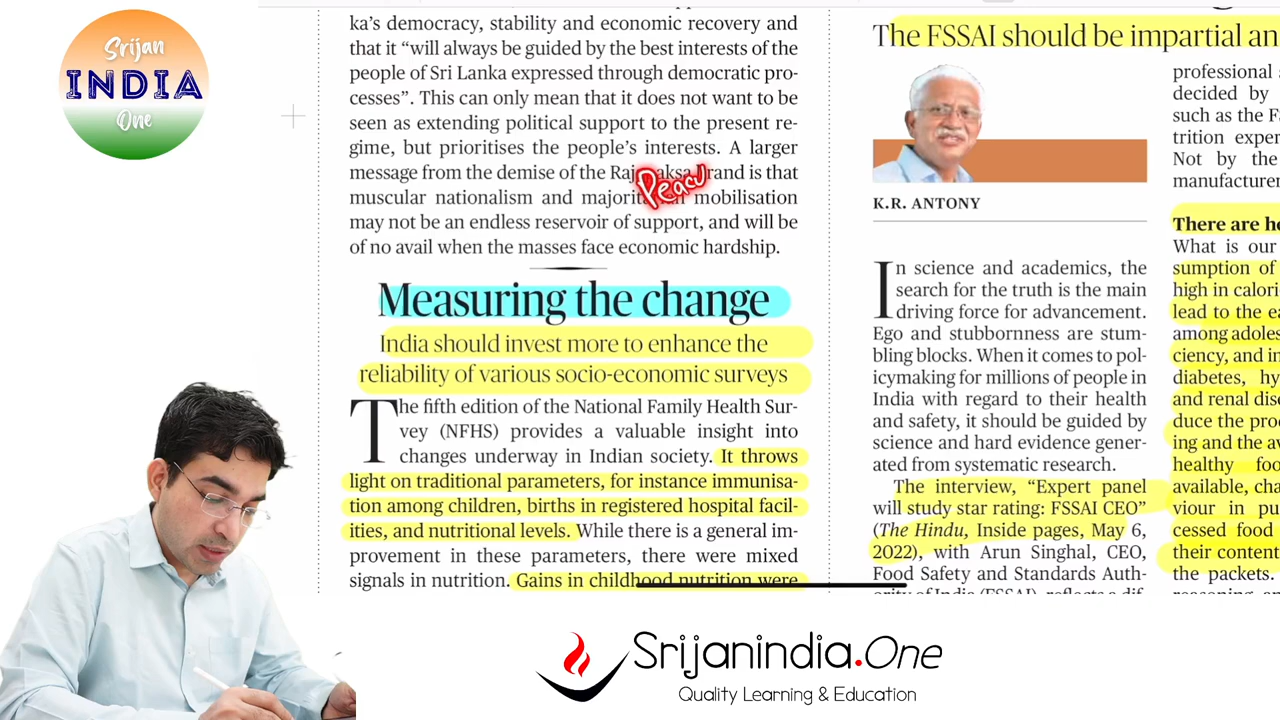 Srijan
INDIA
One
ka’s democracy, stability and economic recovery and
that it “will always be guided by the best interests of the
people of Sri Lanka expressed through democratic pro-
cesses”. This can only mean that it does not want to be
seen as extending political support to the present re-
gime, but prioritises the people’s interests. A larger
message from the demise of the brand is that
muscular nationalism and mobilisation
may not be an endless reservoir of support, and will be
of no avail when the masses face economic hardship.
Peacu
Measuring the change
India should invest more to enhance the
reliability of various socio-economic surveys
The fifth edition of the National Family Health Sur-
vey (NFHS) provides a valuable insight into
changes underway in Indian society. It throws
light on traditional parameters, for instance immunisa-
tion among children, births in registered hospital facil-
ities, and nutritional levels. While there is a general im-
provement in these parameters, there were mixed
signals in nutrition. Gains in childhood nutrition were
The FSSAI should be impartial an
K.R. ANTONY
In science and academics, the
search for the truth is the main
driving force for advancement.
Ego and stubbornness are stum-
bling blocks. When it comes to pol-
icymaking for millions of people in
India with regard to their health
and safety, it should be guided by
science and hard evidence gener-
ated from systematic research.
The interview, “Expert panel
will study star rating: FSSAI CEO”
(The Hindu, Inside pages, May 6,
2022), with Arun Singhal, CEO,
Food Safety and Standards Auth-
ority of India (FSSAI), reflects a dif-
professional
decided by
such as the F
trition exper
Not by the
manufacturer
There are he
What is our
sumption of
high in calori
lead to the ea
among adoles
ciency, and in
diabetes, hy
and renal dise
duce the pro
ing and the av
healthy foo
available, cha
viour in pu
cessed food
their content
the packets.
reasoning an
Srijanindia.One
Quality Learning & Education